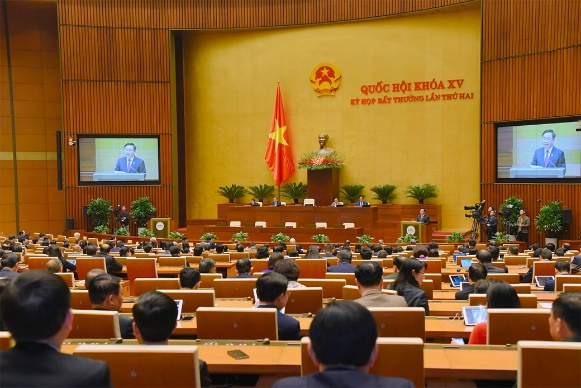 QUỐC HỘI KHÓA XV
KỲ HỌP BẤT THƯỜNG LẦN THỨ HAI